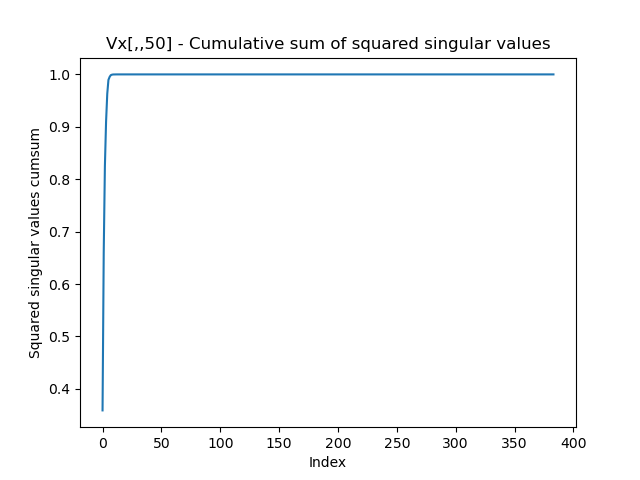 Vx[,,50] - Cumulative sum of squared singular values
1.0
0.9
0.8
0.7
0.6
0.5
0.4
Squared singular values cumsum
0 50 100 150 200 250 300 350 400
Index